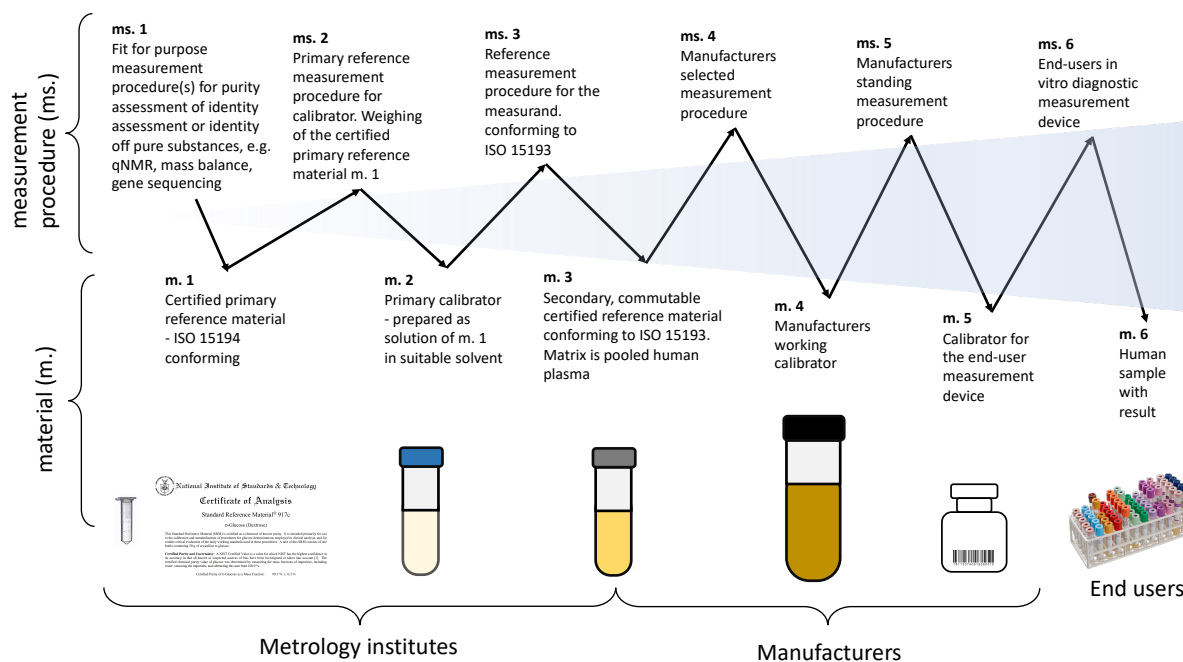 measurement
procedure (ms.)
ms. 1
Fit for purpose
measurement
procedure(s) for purity
assessment of identity
assessment or identity
off pure substances, e.g.
qNMR, mass balance,
gene sequencing
ms. 2
Primary reference
measurement
procedure for
calibrator. Weighing
of the certified
primary reference
material m. 1
ms. 3
Reference
measurement
procedure for the
measurand.
conforming to
ISO 15193
ms. 4
Manufacturers
selected
measurement
procedure
ms. 5
Manufacturers
standing
measurement
procedure
ms. 6
End-users in
vitro diagnostic
measurement
device
material (m.)
m. 1
Certified primary
reference material
- ISO 15194
conforming
m. 2
Primary calibrator
- prepared as
solution of m. 1
in suitable solvent
m. 3
Secondary, commutable
certified reference material
conforming to ISO 15193.
Matrix is pooled human
plasma
m. 4
Manufacturers
working
calibrator
m. 5
Calibrator for
the end-user
measurement
device
m. 6
Human
sample
with
result
National Institute of Standards & Technology
Certificate of Analysis
Standard Reference Material® 917c
D-Glucose (Dextrose)
Metrology institutes
Manufacturers
End users